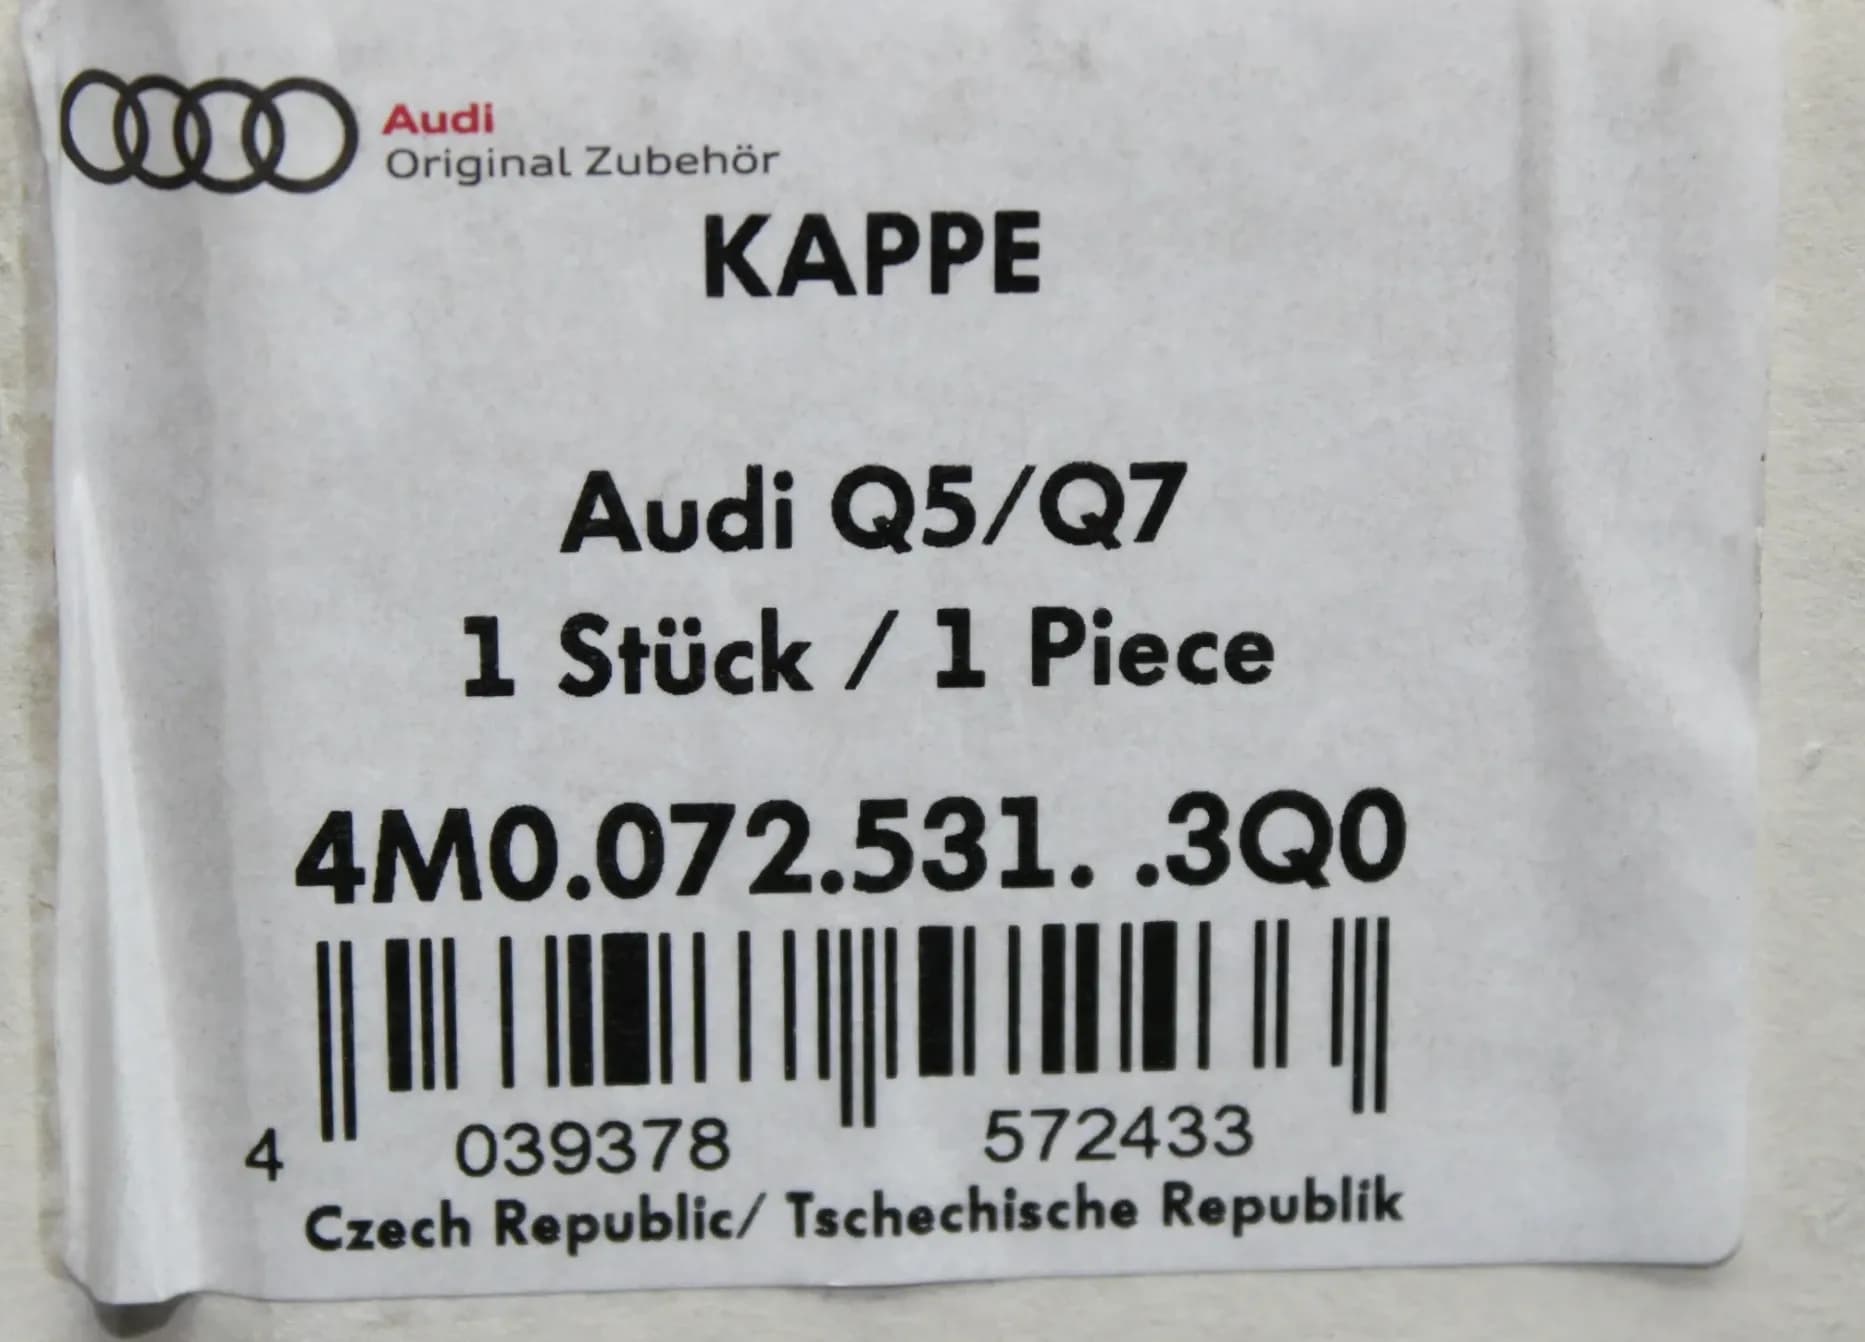 Audi
Original Zubehör
KAPPE
Audi Q5/Q7
1 Stück / 1 Piece
4M0.072.531. .3Q0
4 039378 572433
Czech Republic/ Tschechische Republik